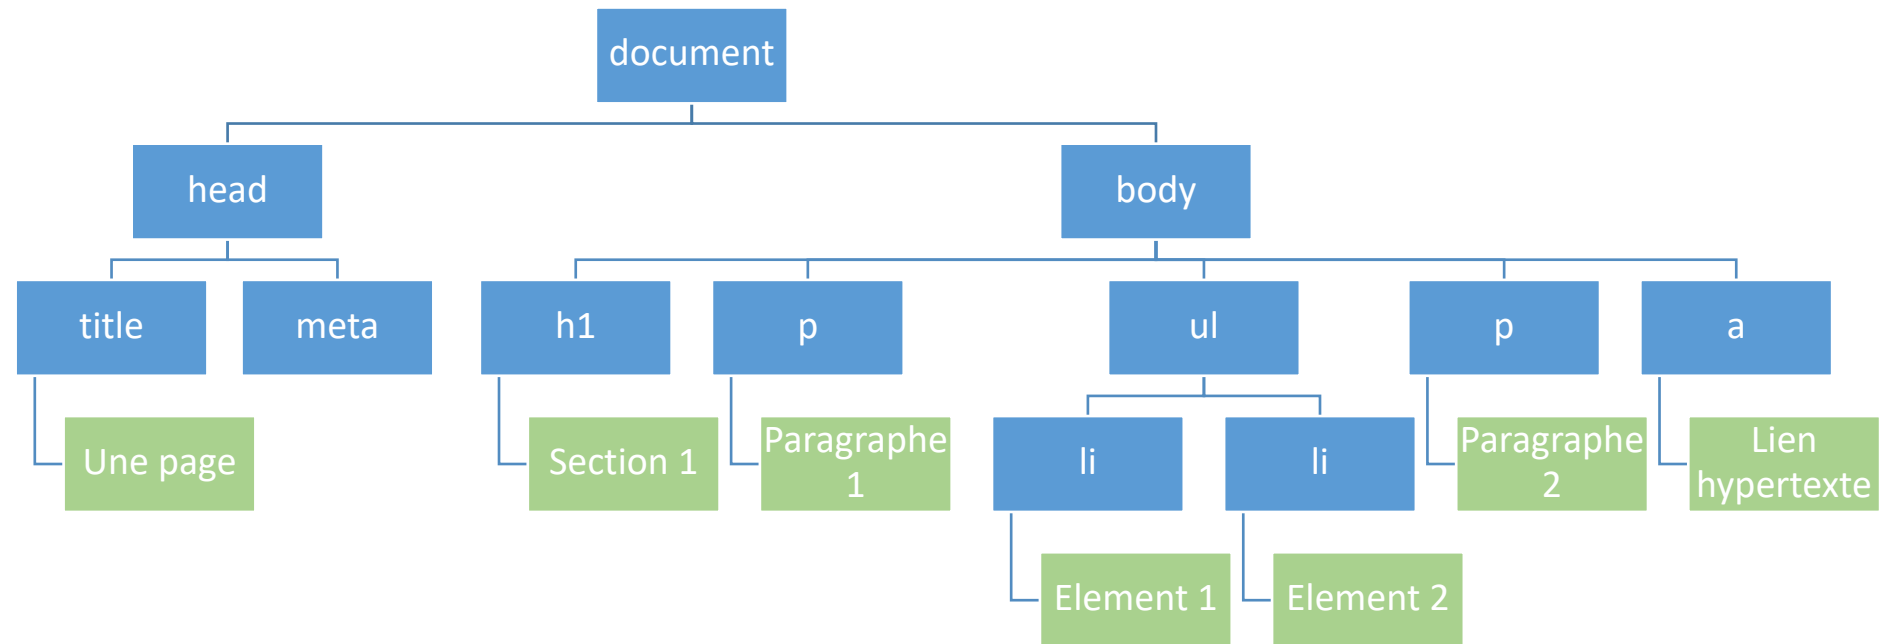 document
head
body
title
meta
h1
p
ul
p
a
Une page
Section 1
Paragraphe
1
li
li
Paragraphe
2
Lien
hypertexte
Element 1
Element 2